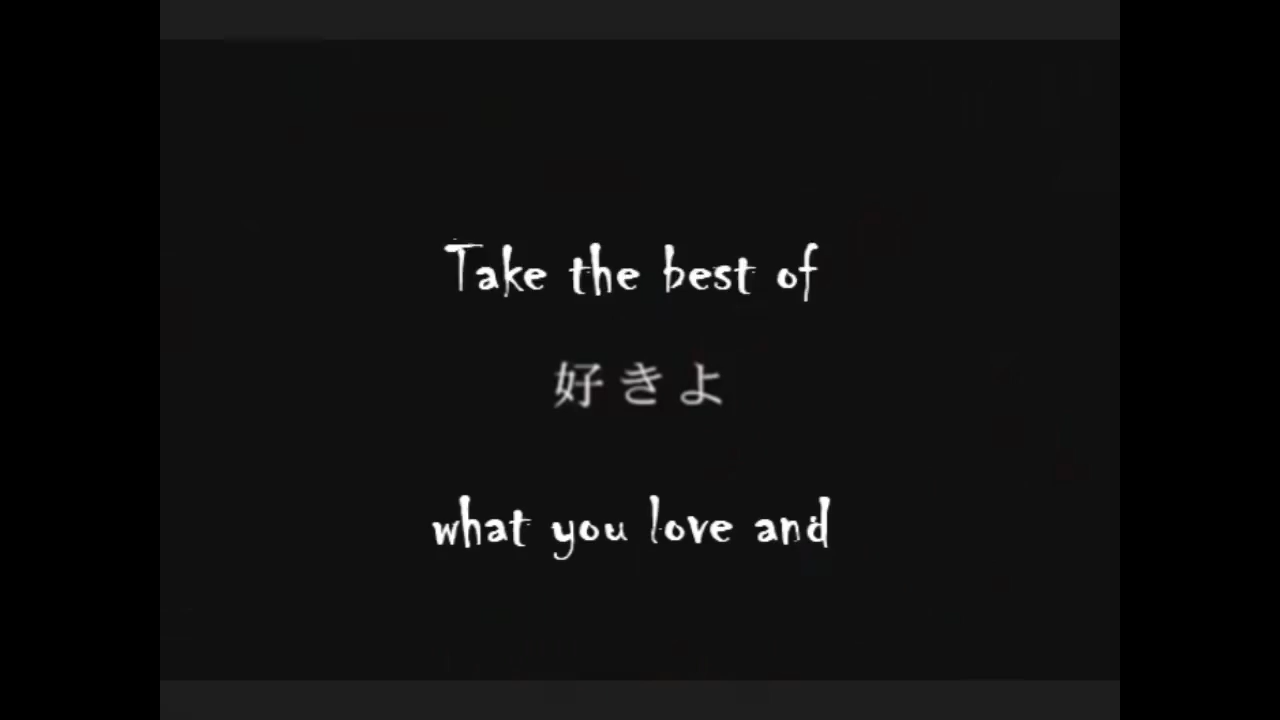 Take the best of
好きよ
what you love and